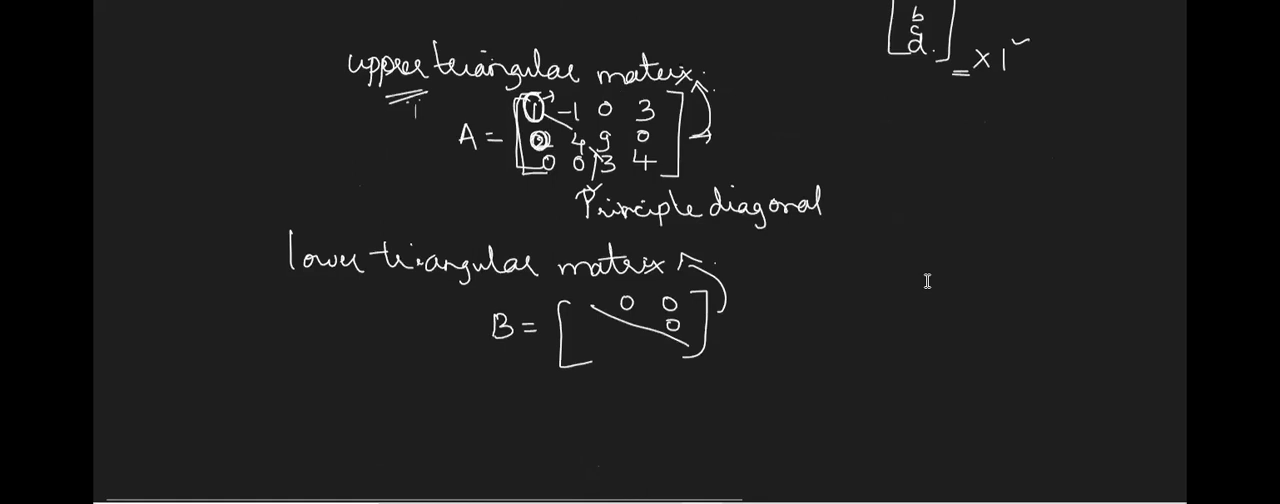 b
c
d.
= × 1
upper triangular matrix.
A = [ 1 -1 0 3
0 4 9 0
0 0 3 4 ]
Principle diagonal
lower triangular matrix
B = [ 0 0
0 ]